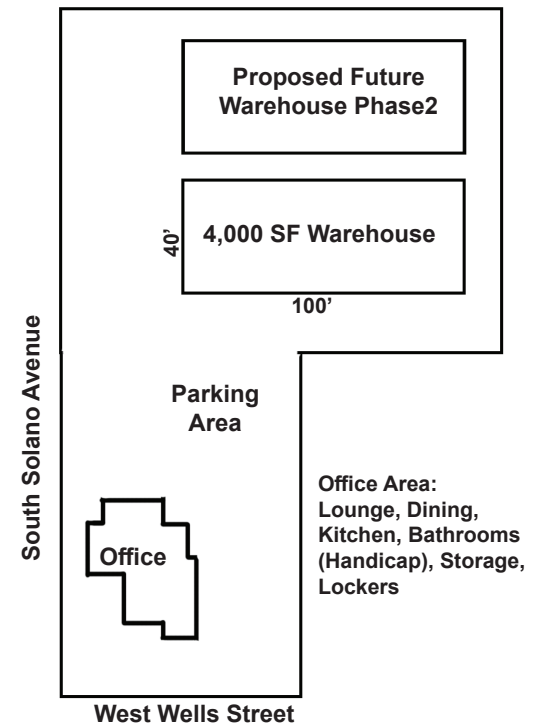 Proposed Future
Warehouse Phase2
4,000 SF Warehouse
40’
100’
South Solano Avenue
Parking
Area
Office
Office Area:
Lounge, Dining,
Kitchen, Bathrooms
(Handicap), Storage,
Lockers
West Wells Street